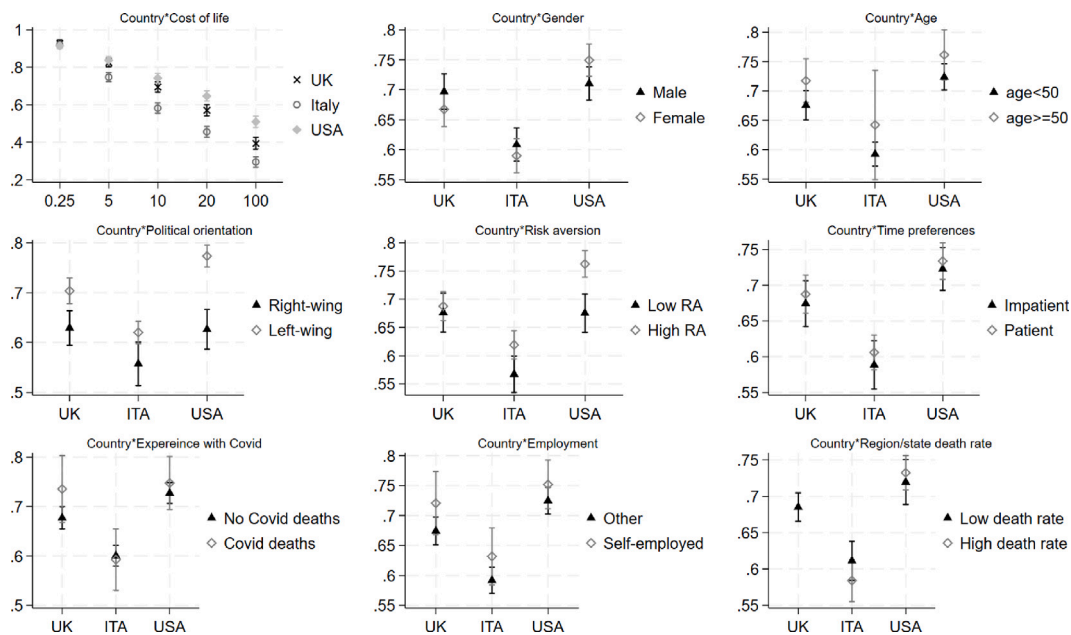 Country*Cost of life
1
.8
.6
.4
.2
0.25 5 10 20 100
UK
Italy
USA
Country*Gender
.75
.7
.65
.6
.55
UK ITA USA
Male
Female
Country*Age
.8
.75
.7
.65
.6
.55
UK ITA USA
age<50
age>=50
Country*Political orientation
.8
.7
.6
.5
UK ITA USA
Right-wing
Left-wing
Country*Risk aversion
.8
.75
.7
.65
.6
.55
UK ITA USA
Low RA
High RA
Country*Time preferences
.75
.7
.65
.6
.55
UK ITA USA
Impatient
Patient
Country*Expereince with Covid
.8
.7
.6
.5
UK ITA USA
No Covid deaths
Covid deaths
Country*Employment
.8
.75
.7
.65
.6
.55
UK ITA USA
Other
Self-employed
Country*Region/state death rate
.75
.7
.65
.6
.55
UK ITA USA
Low death rate
High death rate